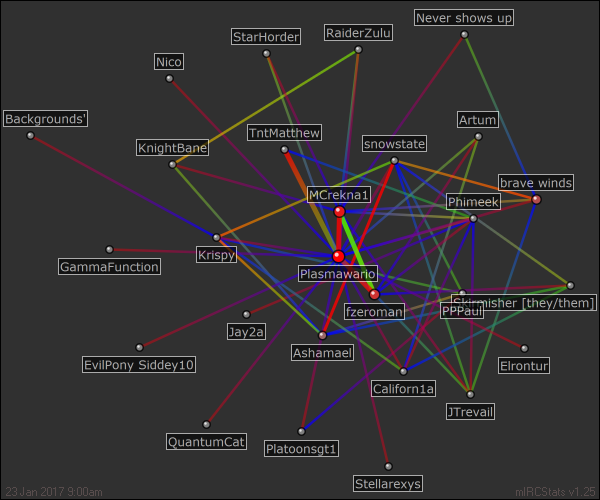 Never shows up
StarHorder
RaiderZulu
Nico
Backgrounds'
Artum
TntMatthew
KnightBane
snowstate
brave winds
MCrekna1
Phimeek
Krispy
GammaFunction
Plasmawario
Skirmisher [they/them]
fzeroman
PPPaul
Jay2a
Ashamael
EvilPony Siddey10
Elrontur
Californ1a
JTrevail
QuantumCat
Platoonsgt1
Stellarexys
23 Jan 2017 9:00am
mIRCStats v1.25